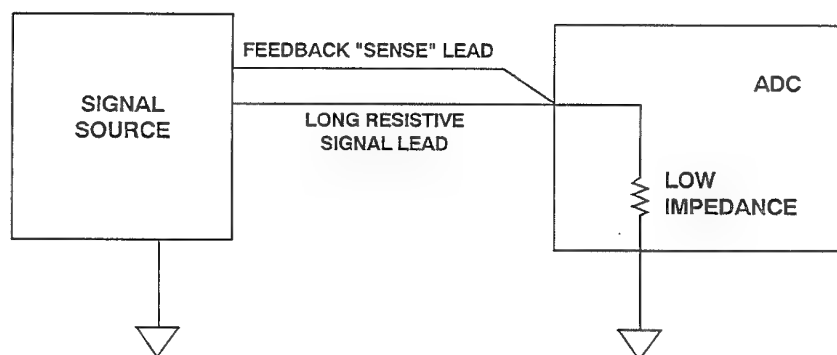 FEEDBACK "SENSE" LEAD
SIGNAL
SOURCE
LONG RESISTIVE
SIGNAL LEAD
ADC
LOW
IMPEDANCE